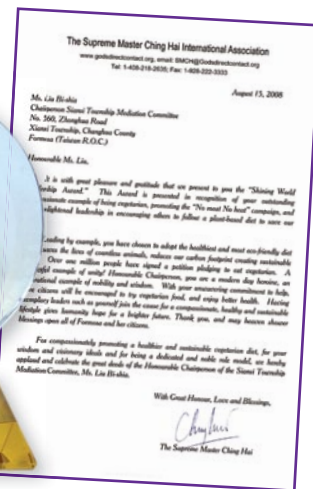 The Supreme Master Ching Hai International Association
www.godsdirectcontact.org, email: SMCH@Godsdirectcontact.org
Tel: 1-408-218-2636; Fax: 1-408-222-3333
August 15, 2008
Ms. Liu Bi-shia
Chairperson Siansi Township Mediation Committee
No. 560, Zhonghua Road
Xianxi Township, Changhua County
Formosa (Taiwan R.O.C.)
Honourable Ms. Liu,
It is with great pleasure and gratitude that we present to you the "Shining World
Award." This Award is presented in recognition of your outstanding
example of being vegetarian, promoting the "No meat No heat" campaign, and
leadership in encouraging others to follow a plant-based diet to save our
Leading by example, you have chosen to adopt the healthiest and most eco-friendly diet
the lives of countless animals, reduces our carbon footprint creating sustainable
Over one million people have signed a petition pledging to eat vegetarian. A
example of unity! Honourable Chairperson, you are a modern day heroine, an
example of nobility and wisdom. With your unwavering commitment to help,
citizens will be encouraged to try vegetarian food, and enjoy better health. Having
leaders such as yourself join the cause for a compassionate, healthy and sustainable
lifestyle gives humanity hope for a brighter future. Thank you, and may heaven shower
blessings upon all of Formosa and her citizens.
For compassionately promoting a healthier and sustainable vegetarian diet, for your
wisdom and visionary ideals and for being a dedicated and noble role model, we hereby
applaud and celebrate the great deeds of the Honourable Chairperson of the Siansi Township
Mediation Committee, Ms. Liu Bi-shia.
With Great Honour, Love and Blessings,
The Supreme Master Ching Hai